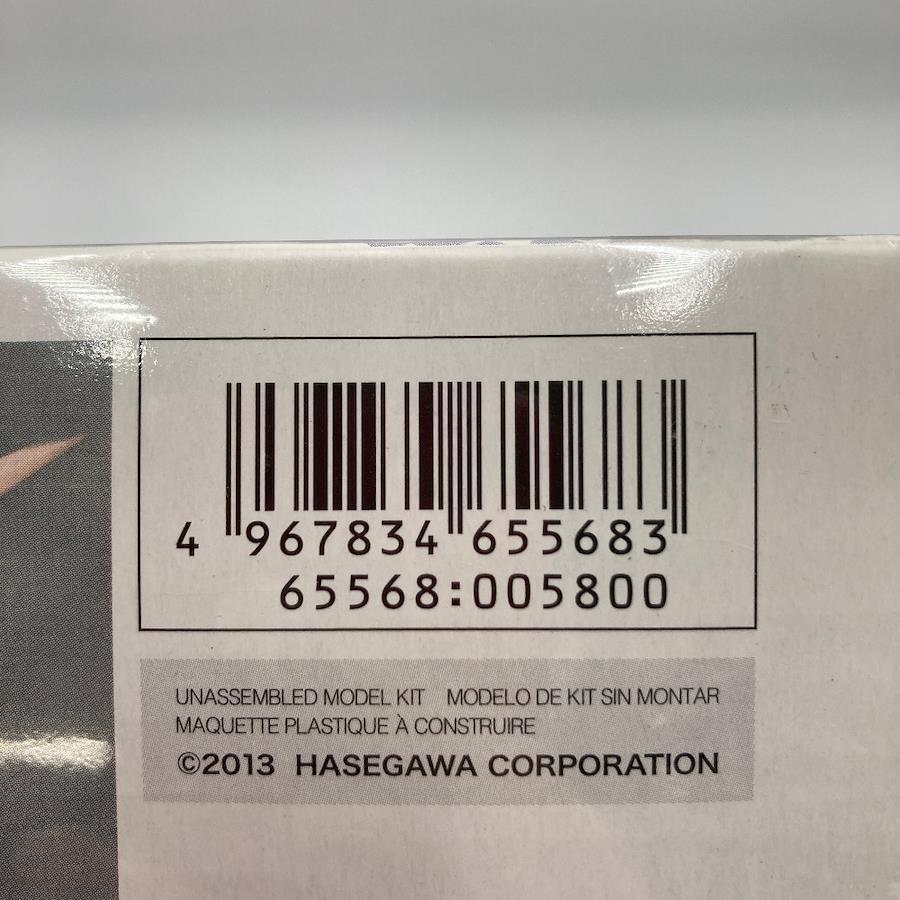 4 967834 655683
65568:005800
UNASSEMBLED MODEL KIT MODELO DE KIT SIN MONTAR
MAQUETTE PLASTIQUE À CONSTRUIRE
©2013 HASEGAWA CORPORATION